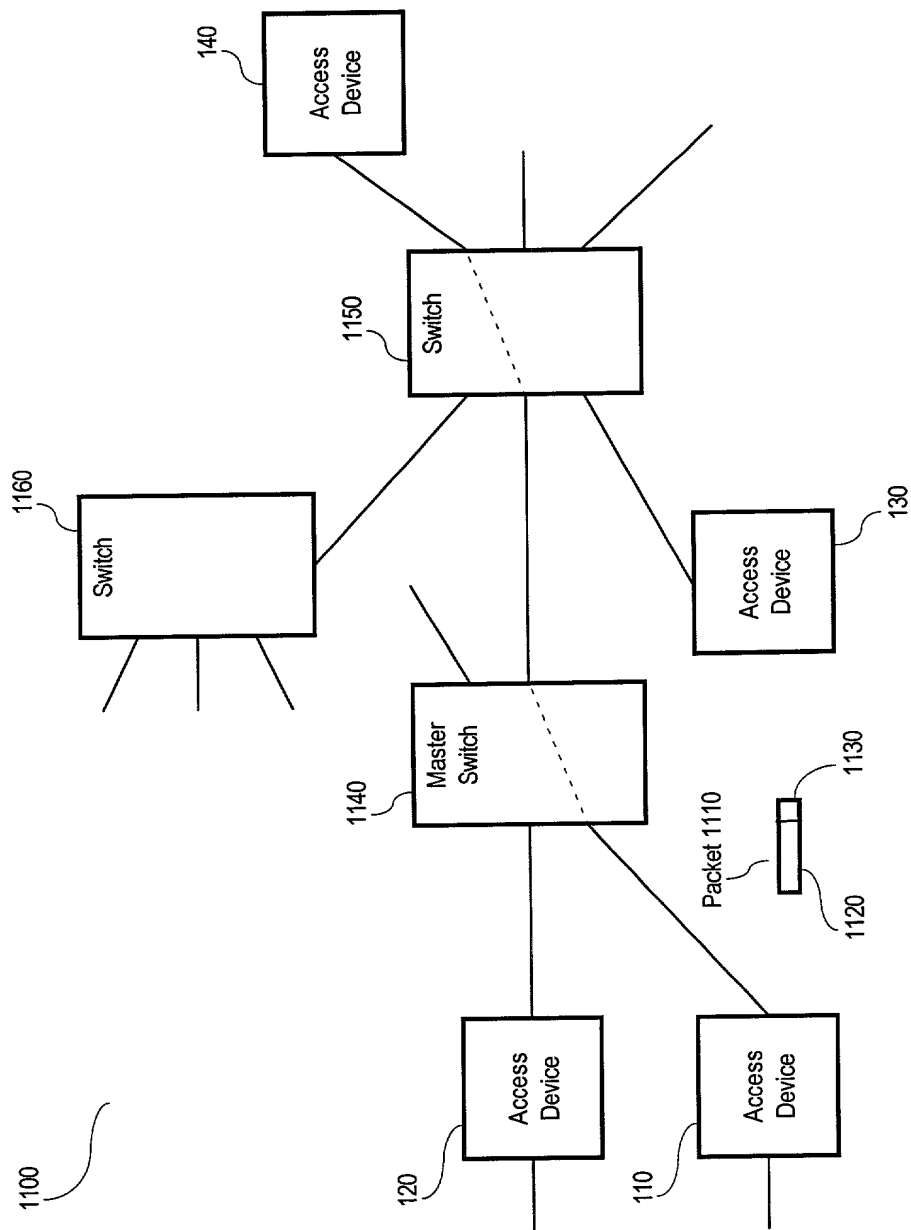 1100
120
Access
Device
110
Access
Device
Packet 1110
1120
1130
1140
Master
Switch
1160
Switch
130
Access
Device
1150
Switch
140
Access
Device